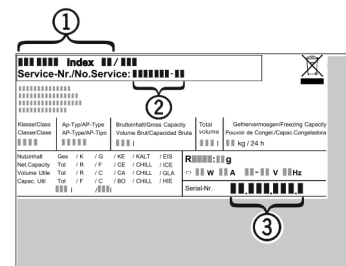 1
Index /
Service-Nr./No.Service: -
2
Klasse/Class Ap-Typ/AP-Type Bruttoinhalt/Gross Capacity Total Gefriervermoegen/Freezing Capacity
Classe/Clase AP-Type/AP-Tipo Volume Brut/Capacidad Bruta volume Pouvoir de Congel./Capac.Congeladora
l l kg / 24 h
Nutzinhalt Ges / K / G / KE / KALT / EIS
Net.Capacity Tot / R / F / CE / CHILL / ICE
Volume Utile Tot / R / C / CA / CHILL / GLA
Capac. Util Tot / F / C / BO / CHILL / HIE
l / l
R : g
W A - V Hz
Serial-Nr. . . .
3